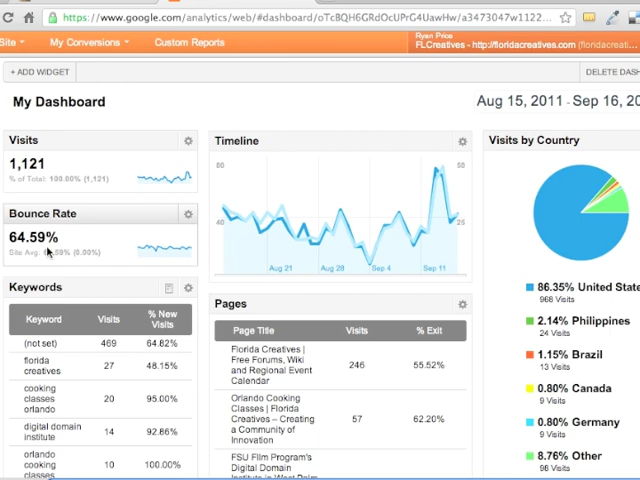 https://www.google.com/analytics/web/#dashboard/
Site My Conversions Custom Reports
Ryan Price
FLCreatives - http://floridacreatives.com
+ ADD WIDGET
DELETE DASH
My Dashboard
Aug 15, 2011 - Sep 16, 20
Visits
1,121
% of Total: 100.00% (1,121)
Bounce Rate
64.59%
Site Avg: (0.00%)
Keywords
Keyword Visits % New Visits
(not set) 469 64.82%
florida creatives 27 48.15%
cooking classes orlando 20 95.00%
digital domain institute 14 92.86%
orlando cooking classes 10 100.00%
Timeline
40
50
25
Aug 21 Aug 28 Sep 4 Sep 11
Pages
Page Title Visits % Exit
Florida Creatives |
Free Forums, Wiki
and Regional Event
Calendar
246 55.52%
Orlando Cooking
Classes | Florida
Creatives – Creating
a Community of
Innovation
57 62.20%
FSU Film Program's
Digital Domain
Institute in West Palm
Visits by Country
86.35% United State
968 Visits
2.14% Philippines
24 Visits
1.15% Brazil
13 Visits
0.80% Canada
9 Visits
0.80% Germany
9 Visits
8.76% Other
98 Visits